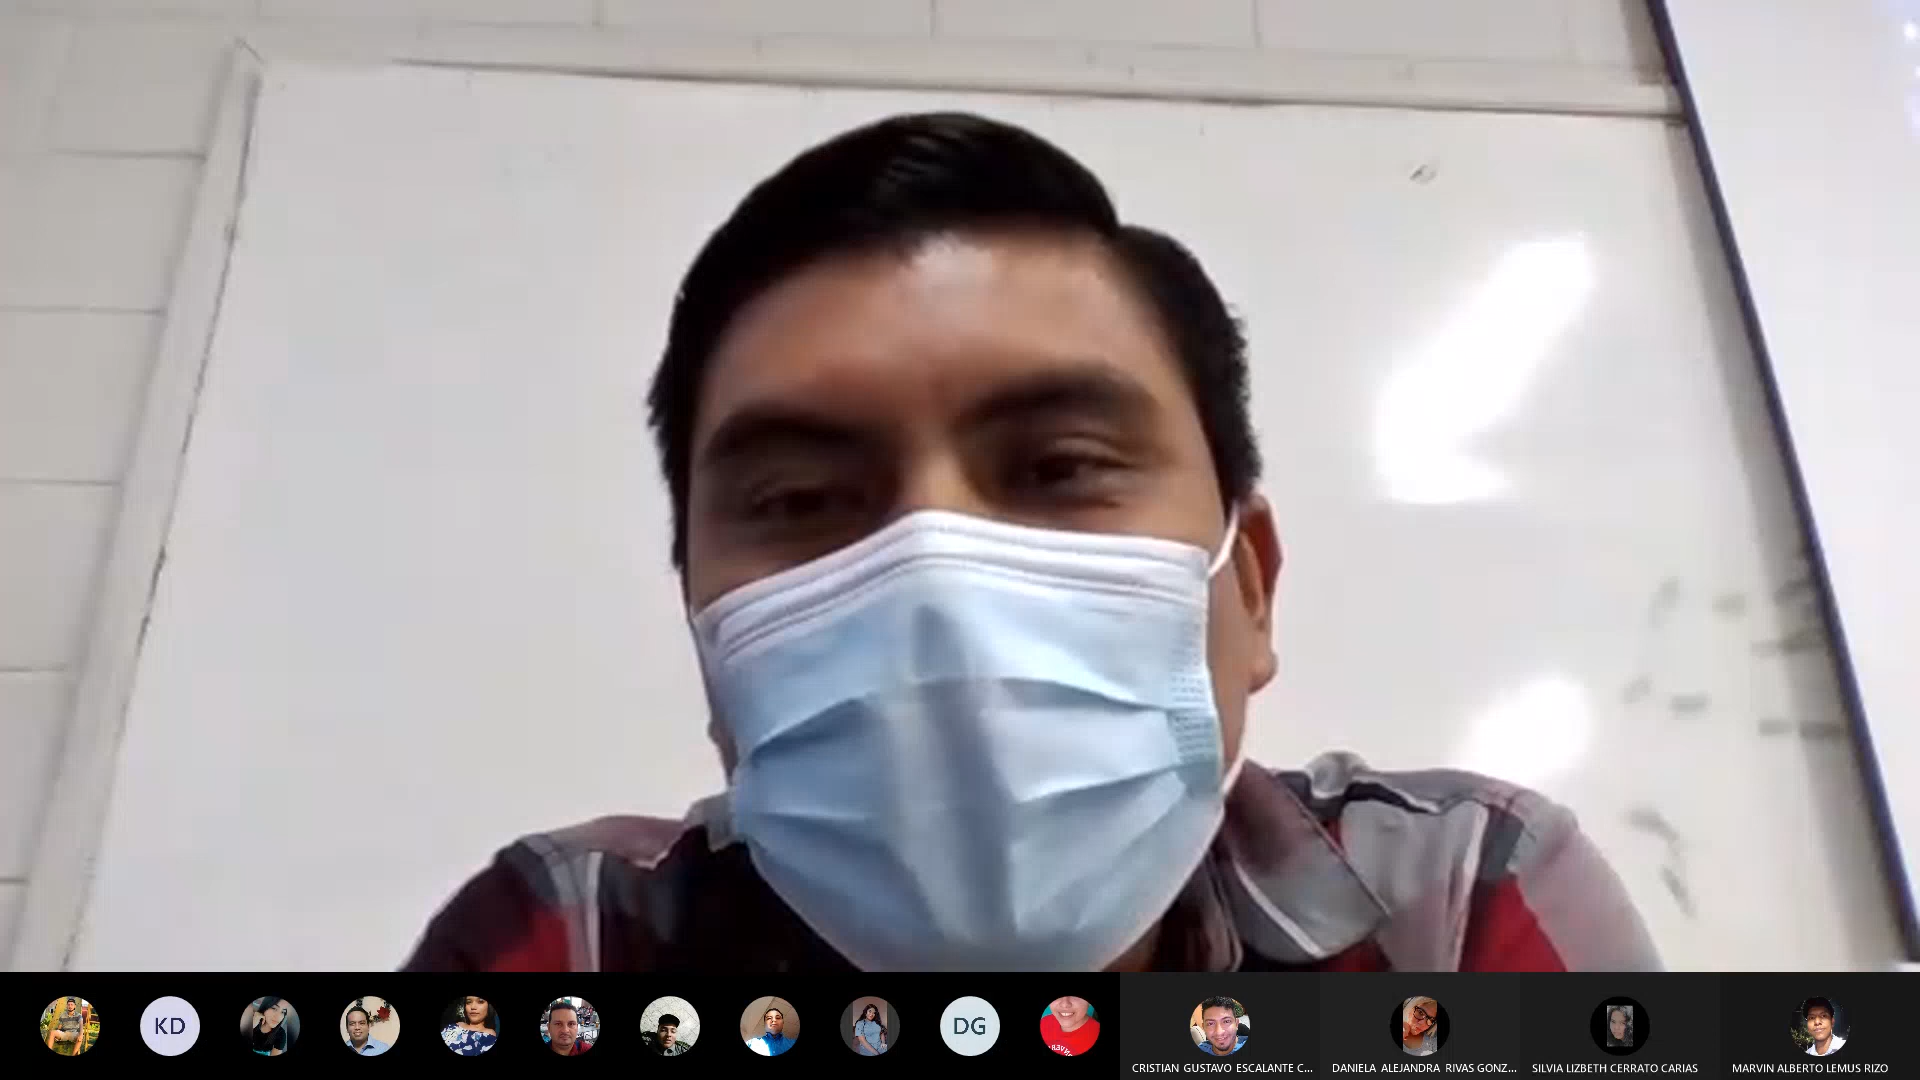 KD
DG
CRISTIAN GUSTAVO ESCALANTE C...
DANIELA ALEJANDRA RIVAS GONZ...
SILVIA LIZBETH CERRATO CARIAS
MARVIN ALBERTO LEMUS RIZO